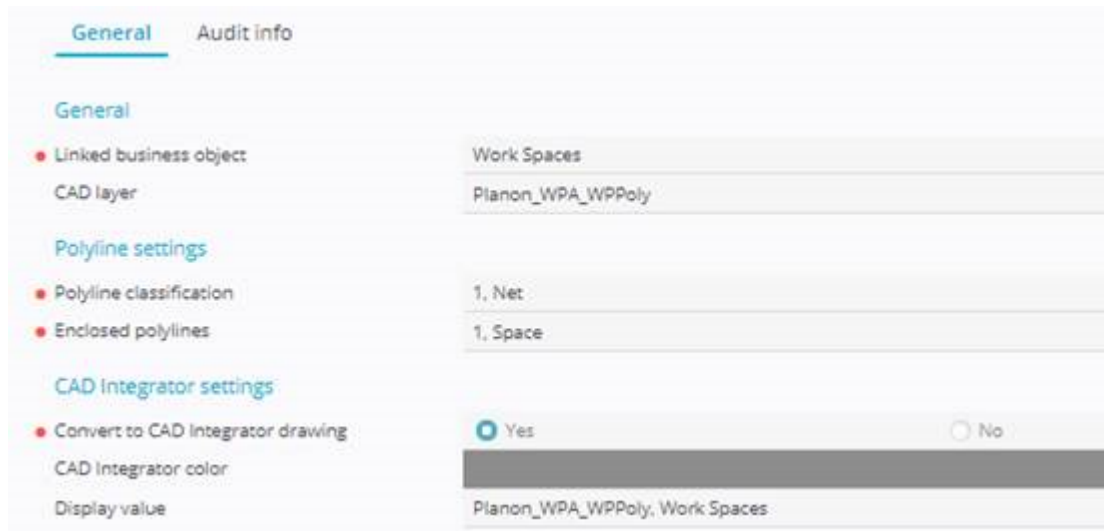 General Audit info
General
Linked business object Work Spaces
CAD layer Planon_WPA_WPPoly
Polyline settings
Polyline classification 1, Net
Enclosed polylines 1, Space
CAD Integrator settings
Convert to CAD Integrator drawing Yes No
CAD Integrator color
Display value Planon_WPA_WPPoly, Work Spaces